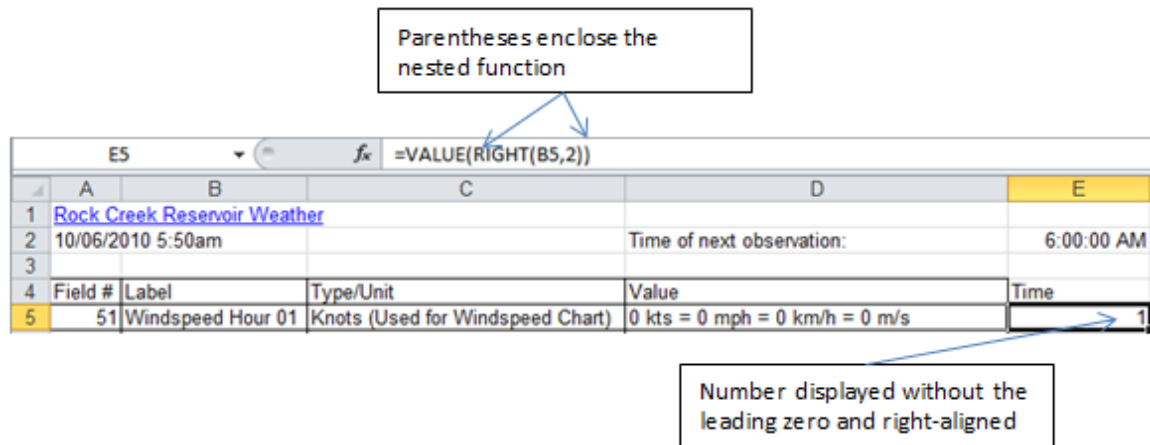 Parentheses enclose the
nested function
E5 fx =VALUE(RIGHT(B5,2))
A B C D E
1 Rock Creek Reservoir Weather
2 10/06/2010 5:50am Time of next observation: 6:00:00 AM
3
4 Field # Label Type/Unit Value Time
5 51 Windspeed Hour 01 Knots (Used for Windspeed Chart) 0 kts = 0 mph = 0 km/h = 0 m/s 1
Number displayed without the
leading zero and right-aligned